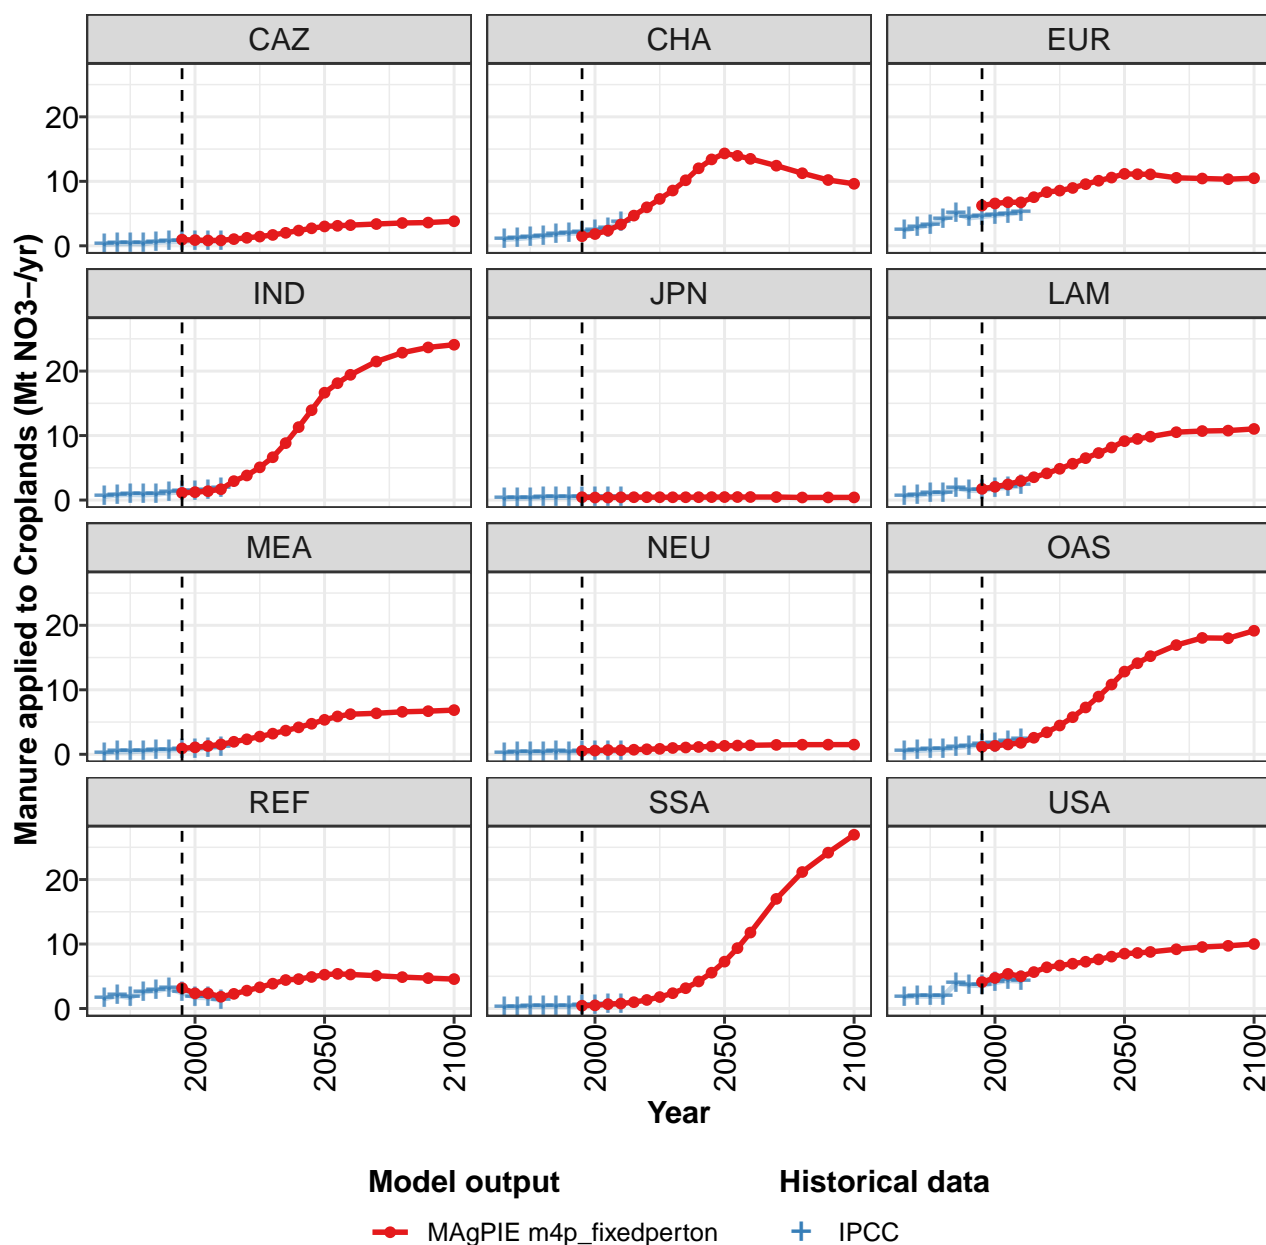 CAZ CHA EUR
20
10
0
IND JPN LAM
20
10
0
MEA NEU OAS
20
10
0
REF SSA USA
20
10
0
Manure applied to Croplands (Mt NO3−/yr)
2000 2050 2100 2000 2050 2100 2000 2050 2100
Year
Model output Historical data
MAgPIE m4p_fixedperton IPCC